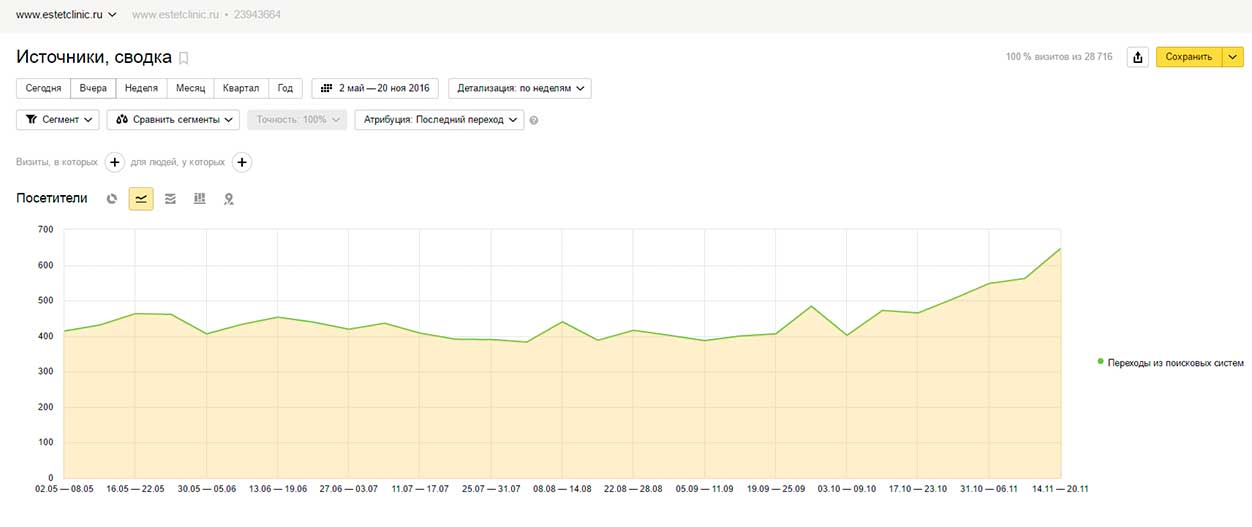 www.estetclinic.ru www.estetclinic.ru • 23943664
Источники, сводка
100 % визитов из 28 716
Сохранить
Сегодня Вчера Неделя Месяц Квартал Год 2 май — 20 ноя 2016 Детализация: по неделям
Сегмент Сравнить сегменты Точность: 100% Атрибуция: Последний переход ?
Визиты, в которых + для людей, у которых +
Посетители
700
600
500
400
300
200
100
0
02.05 — 08.05 16.05 — 22.05 30.05 — 05.06 13.06 — 19.06 27.06 — 03.07 11.07 — 17.07 25.07 — 31.07 08.08 — 14.08 22.08 — 28.08 05.09 — 11.09 19.09 — 25.09 03.10 — 09.10 17.10 — 23.10 31.10 — 06.11 14.11 — 20.11
Переходы из поисковых систем